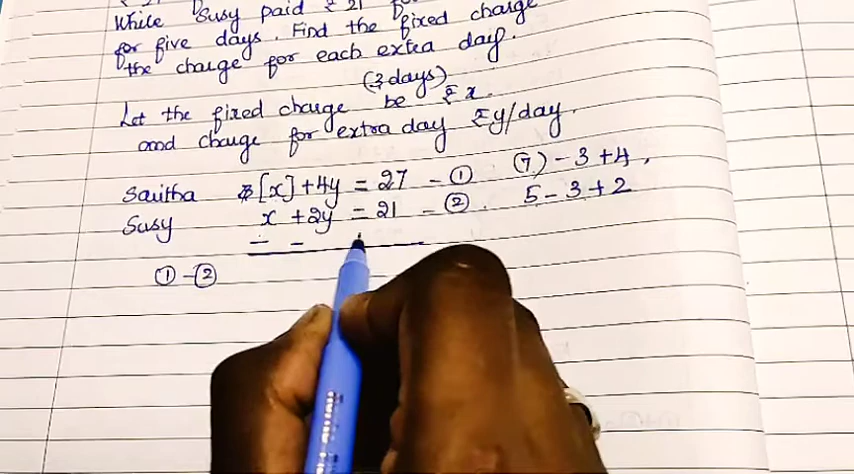 While Susy paid ₹ 21
for five days. Find the fixed charge
the charge for each extra day.
(3 days)
Let the fixed charge be ₹ x.
and charge for extra day ₹y/day.
Saritha [x] + 4y = 27 - ① (7) - 3 + 4,
Susy x + 2y = 21 - ②. 5 - 3 + 2
- -
① - ②